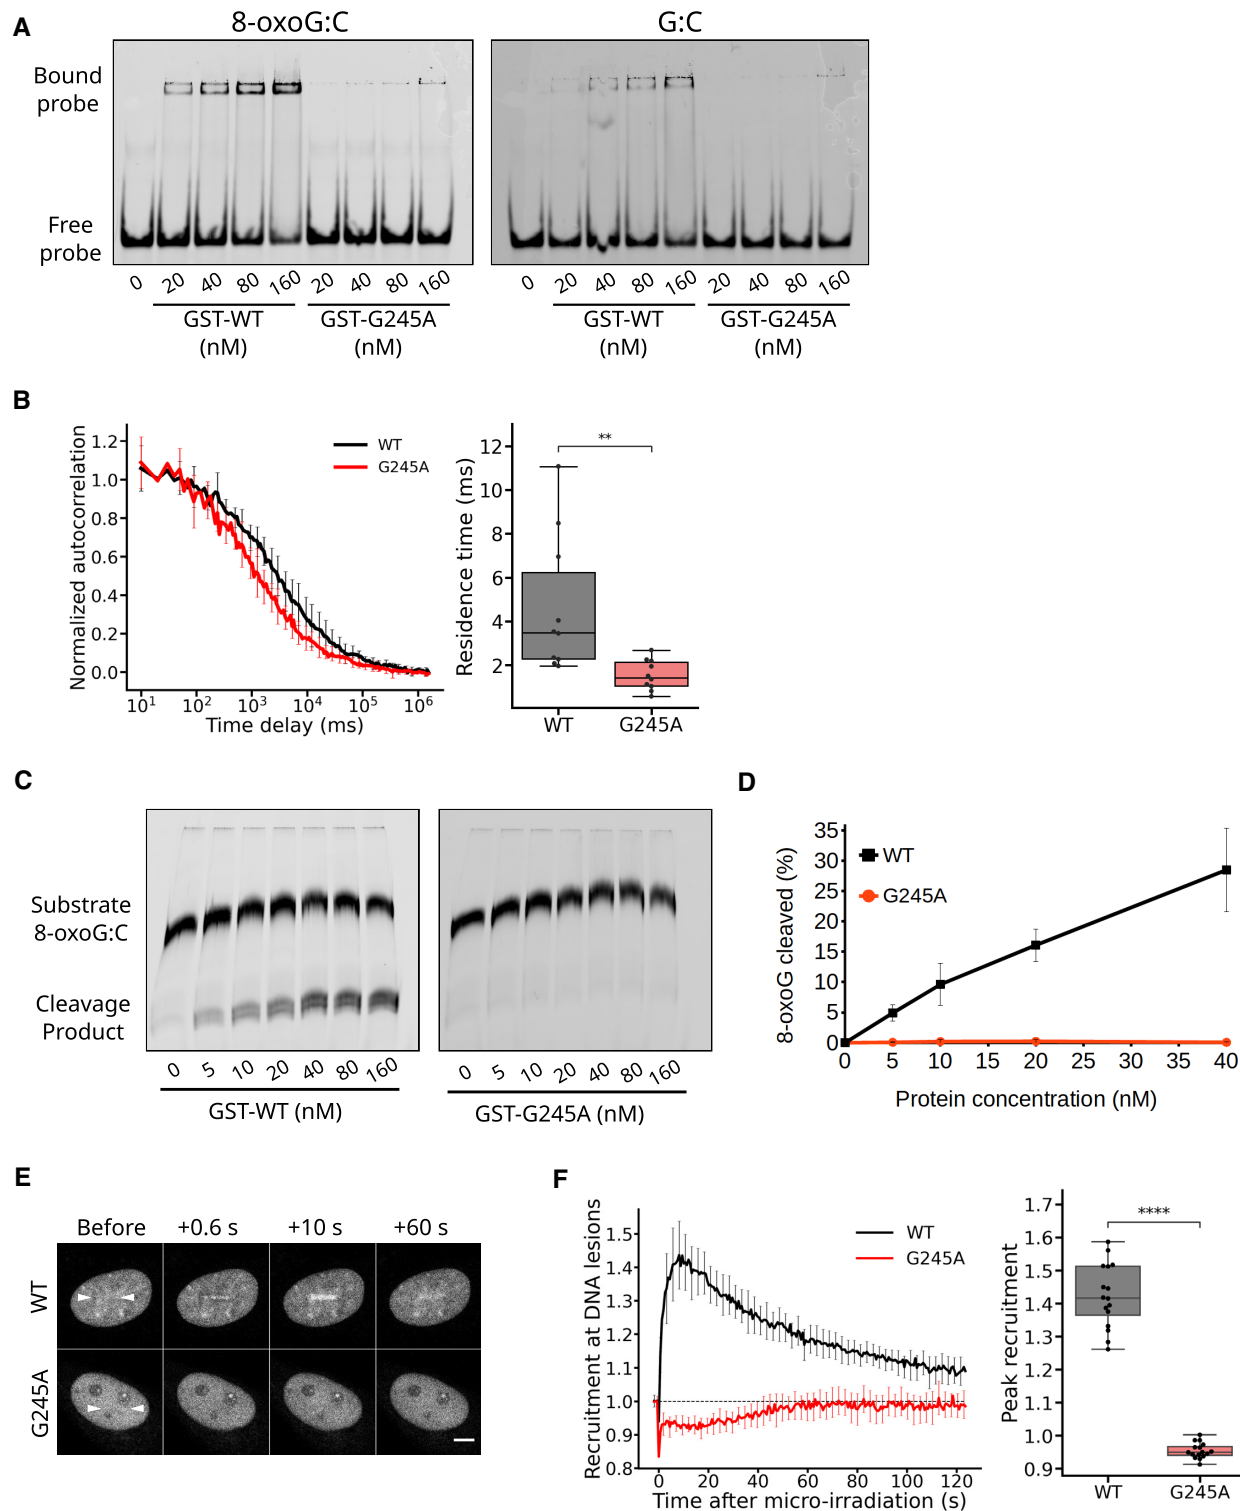 A
8-oxoG:C
G:C
Bound
probe
Free
probe
0 20 40 80 160 20 40 80 160
0 20 40 80 160 20 40 80 160
GST-WT
(nM)
GST-G245A
(nM)
GST-WT
(nM)
GST-G245A
(nM)
B
Normalized autocorrelation
1.2
1.0
0.8
0.6
0.4
0.2
0.0
WT
G245A
10¹ 10² 10³ 10⁴ 10⁵ 10⁶
Time delay (ms)
Residence time (ms)
12
10
8
6
4
2
**
WT G245A
C
Substrate
8-oxoG:C
Cleavage
Product
0 5 10 20 40 80 160
GST-WT (nM)
0 5 10 20 40 80 160
GST-G245A (nM)
D
8-oxoG cleaved (%)
35
30
25
20
15
10
5
0
WT
G245A
0 5 10 15 20 25 30 35 40
Protein concentration (nM)
E
Before +0.6 s +10 s +60 s
WT
G245A
F
Recruitment at DNA lesions
1.5
1.4
1.3
1.2
1.1
1.0
0.9
0.8
WT
G245A
0 20 40 60 80 100 120
Time after micro-irradiation (s)
Peak recruitment
1.7
1.6
1.5
1.4
1.3
1.2
1.1
1.0
0.9
****
WT G245A